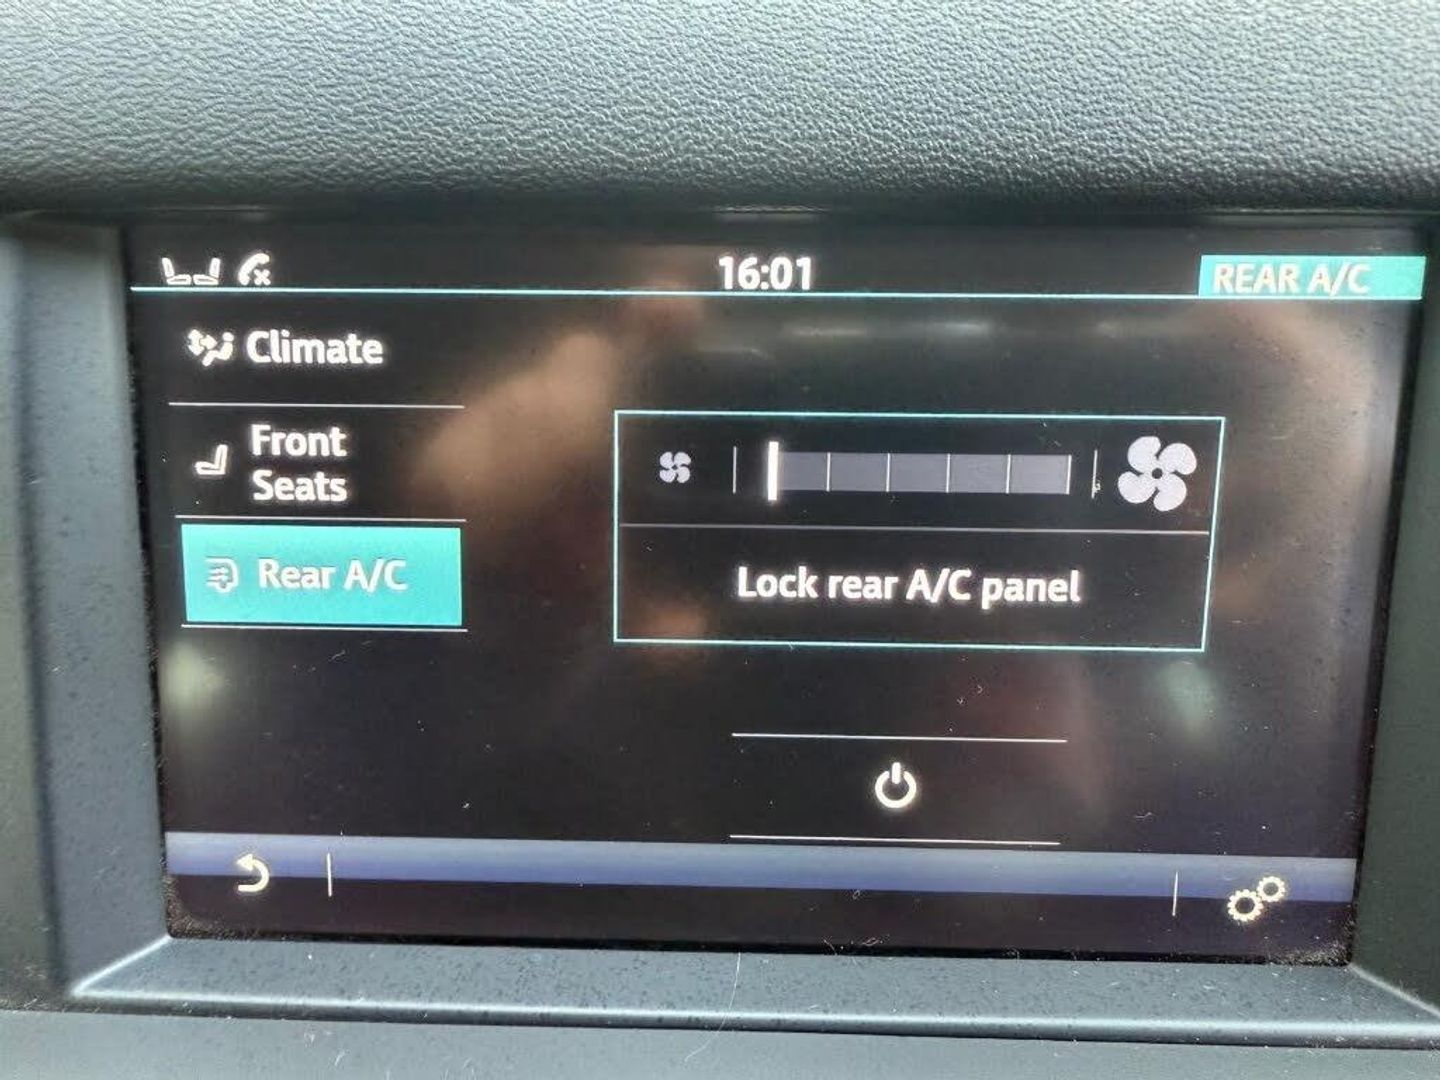 16:01
REAR A/C
Climate
Front
Seats
Rear A/C
Lock rear A/C panel